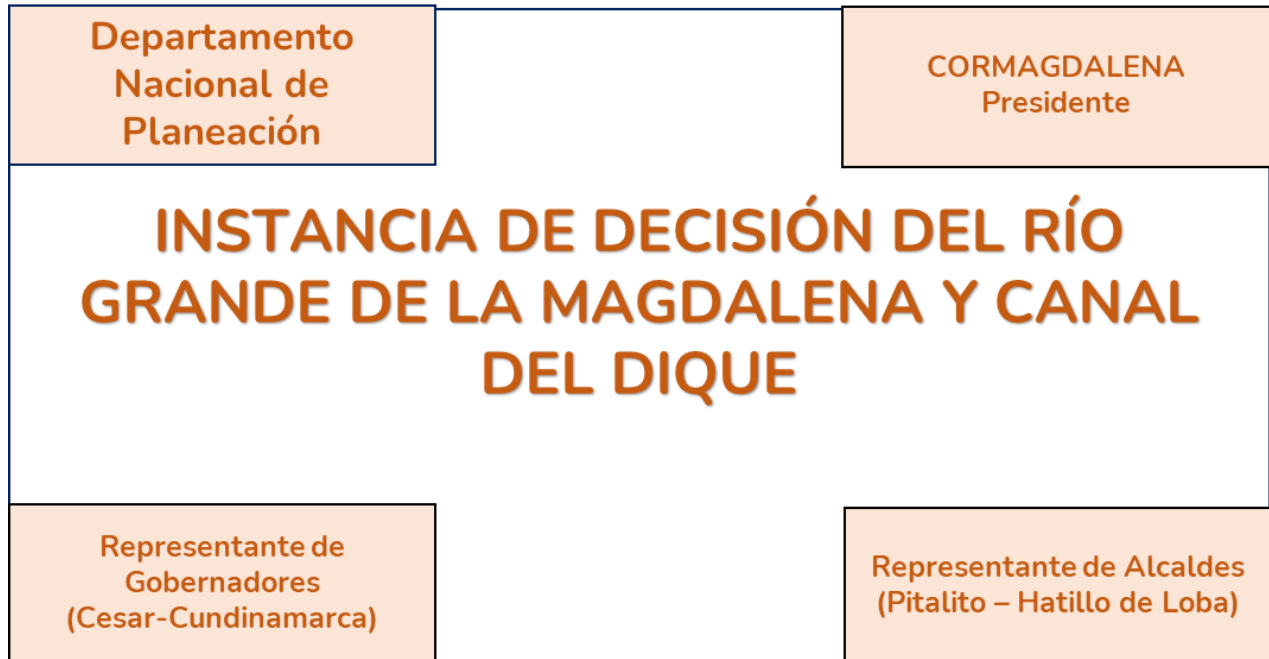 Departamento
Nacional de
Planeación
CORMAGDALENA
Presidente
INSTANCIA DE DECISIÓN DEL RÍO
GRANDE DE LA MAGDALENA Y CANAL
DEL DIQUE
Representante de
Gobernadores
(Cesar-Cundinamarca)
Representante de Alcaldes
(Pitalito – Hatillo de Loba)